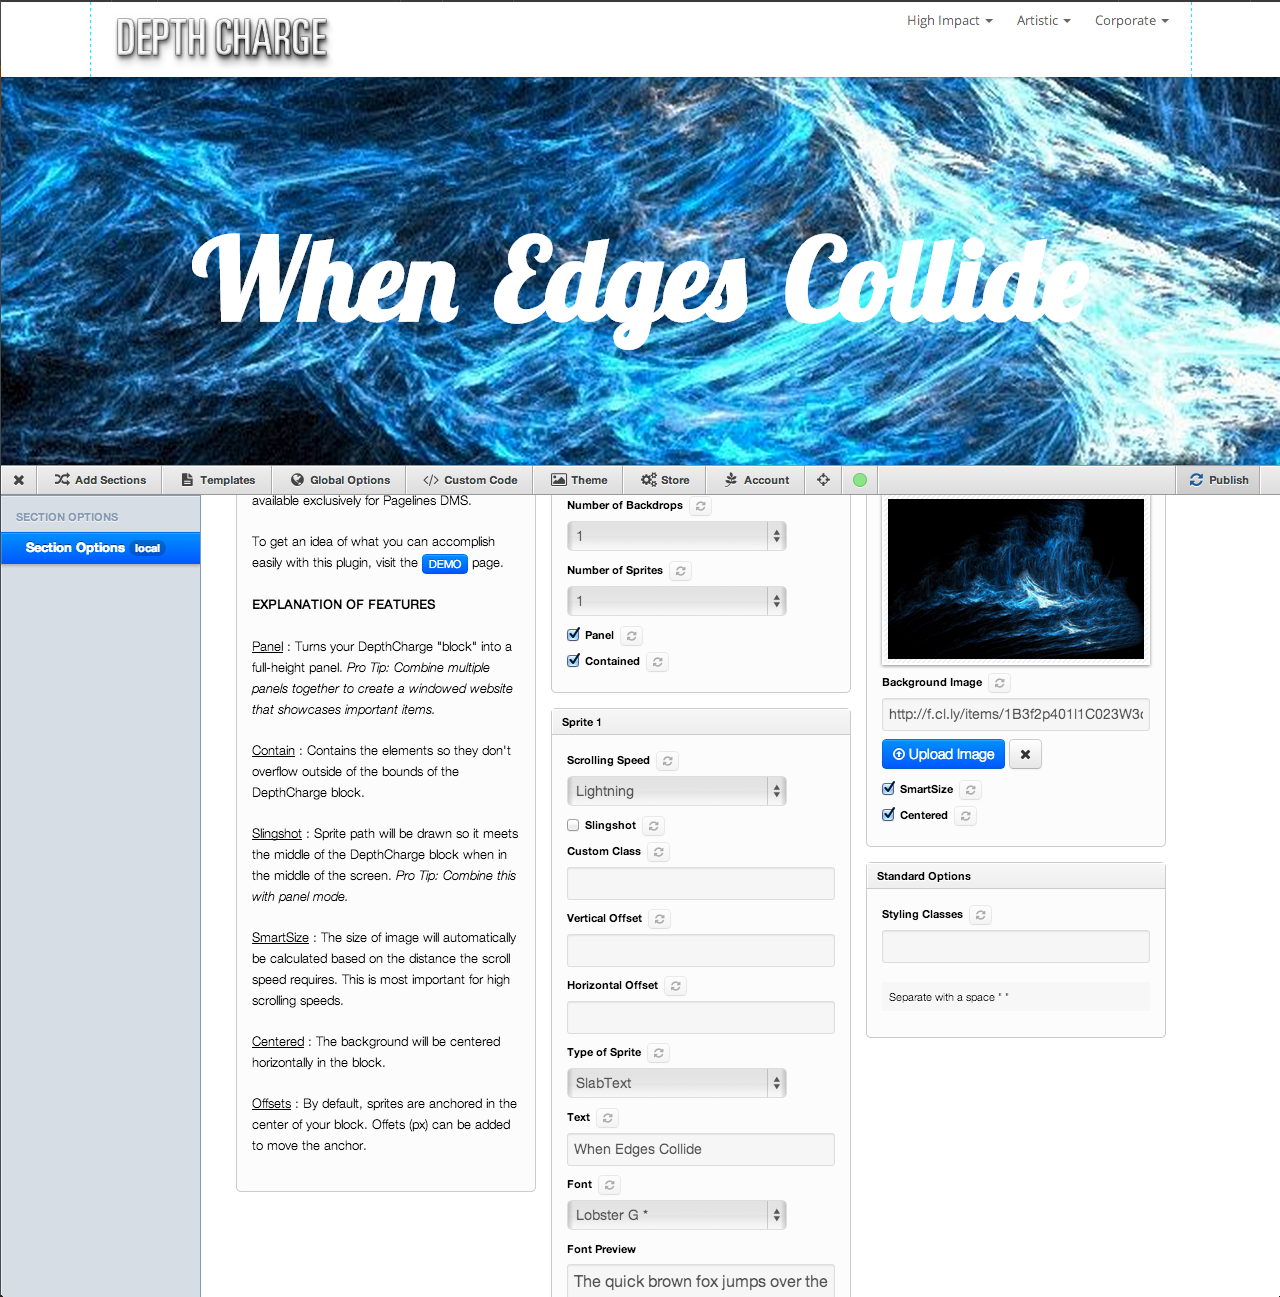 DEPTH CHARGE
High Impact
Artistic
Corporate
When Edges Collide
Add Sections
Templates
Global Options
</> Custom Code
Theme
Store
Account
Publish
SECTION OPTIONS
Section Options local
available exclusively for Pagelines DMS.
To get an idea of what you can accomplish
easily with this plugin, visit the DEMO page.
EXPLANATION OF FEATURES
Panel : Turns your DepthCharge "block" into a
full-height panel. Pro Tip: Combine multiple
panels together to create a windowed website
that showcases important items.
Contain : Contains the elements so they don't
overflow outside of the bounds of the
DepthCharge block.
Slingshot : Sprite path will be drawn so it meets
the middle of the DepthCharge block when in
the middle of the screen. Pro Tip: Combine this
with panel mode.
SmartSize : The size of image will automatically
be calculated based on the distance the scroll
speed requires. This is most important for high
scrolling speeds.
Centered : The background will be centered
horizontally in the block.
Offsets : By default, sprites are anchored in the
center of your block. Offets (px) can be added
to move the anchor.
Number of Backdrops
1
Number of Sprites
1
Panel
Contained
Sprite 1
Scrolling Speed
Lightning
Slingshot
Custom Class
Vertical Offset
Horizontal Offset
Type of Sprite
SlabText
Text
When Edges Collide
Font
Lobster G *
Font Preview
The quick brown fox jumps over the
Background Image
http://f.cl.ly/items/1B3f2p401l1C023W3c
Upload Image
SmartSize
Centered
Standard Options
Styling Classes
Separate with a space " "